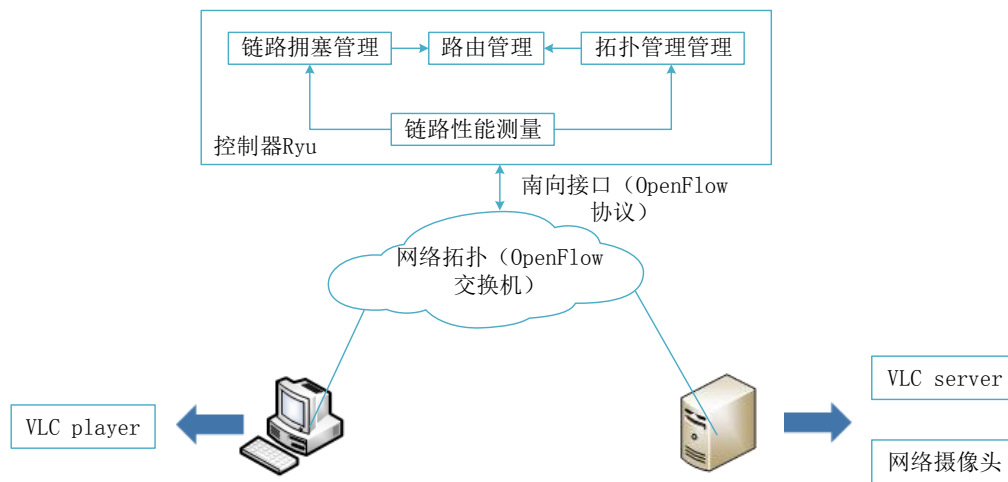 链路拥塞管理
路由管理
拓扑管理管理
链路性能测量
控制器Ryu
南向接口（OpenFlow
协议）
网络拓扑（OpenFlow
交换机）
VLC player
VLC server
网络摄像头